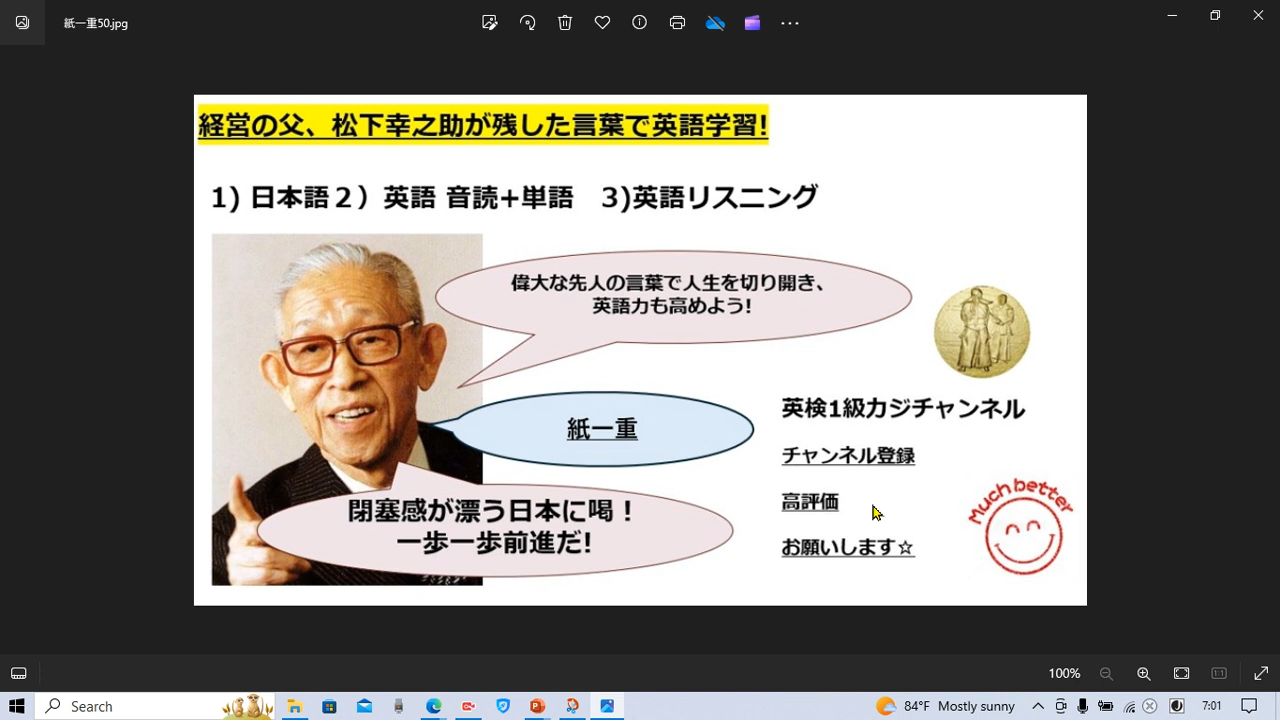 紙一重50.jpg
経営の父、松下幸之助が残した言葉で英語学習!
1) 日本語２）英語 音読+単語　3)英語リスニング
偉大な先人の言葉で人生を切り開き、
英語力も高めよう!
紙一重
閉塞感が漂う日本に喝！
一歩一歩前進だ!
英検1級カジチャンネル
チャンネル登録
高評価
お願いします☆
Much better
100%
1:1
Search
84°F Mostly sunny
7:01